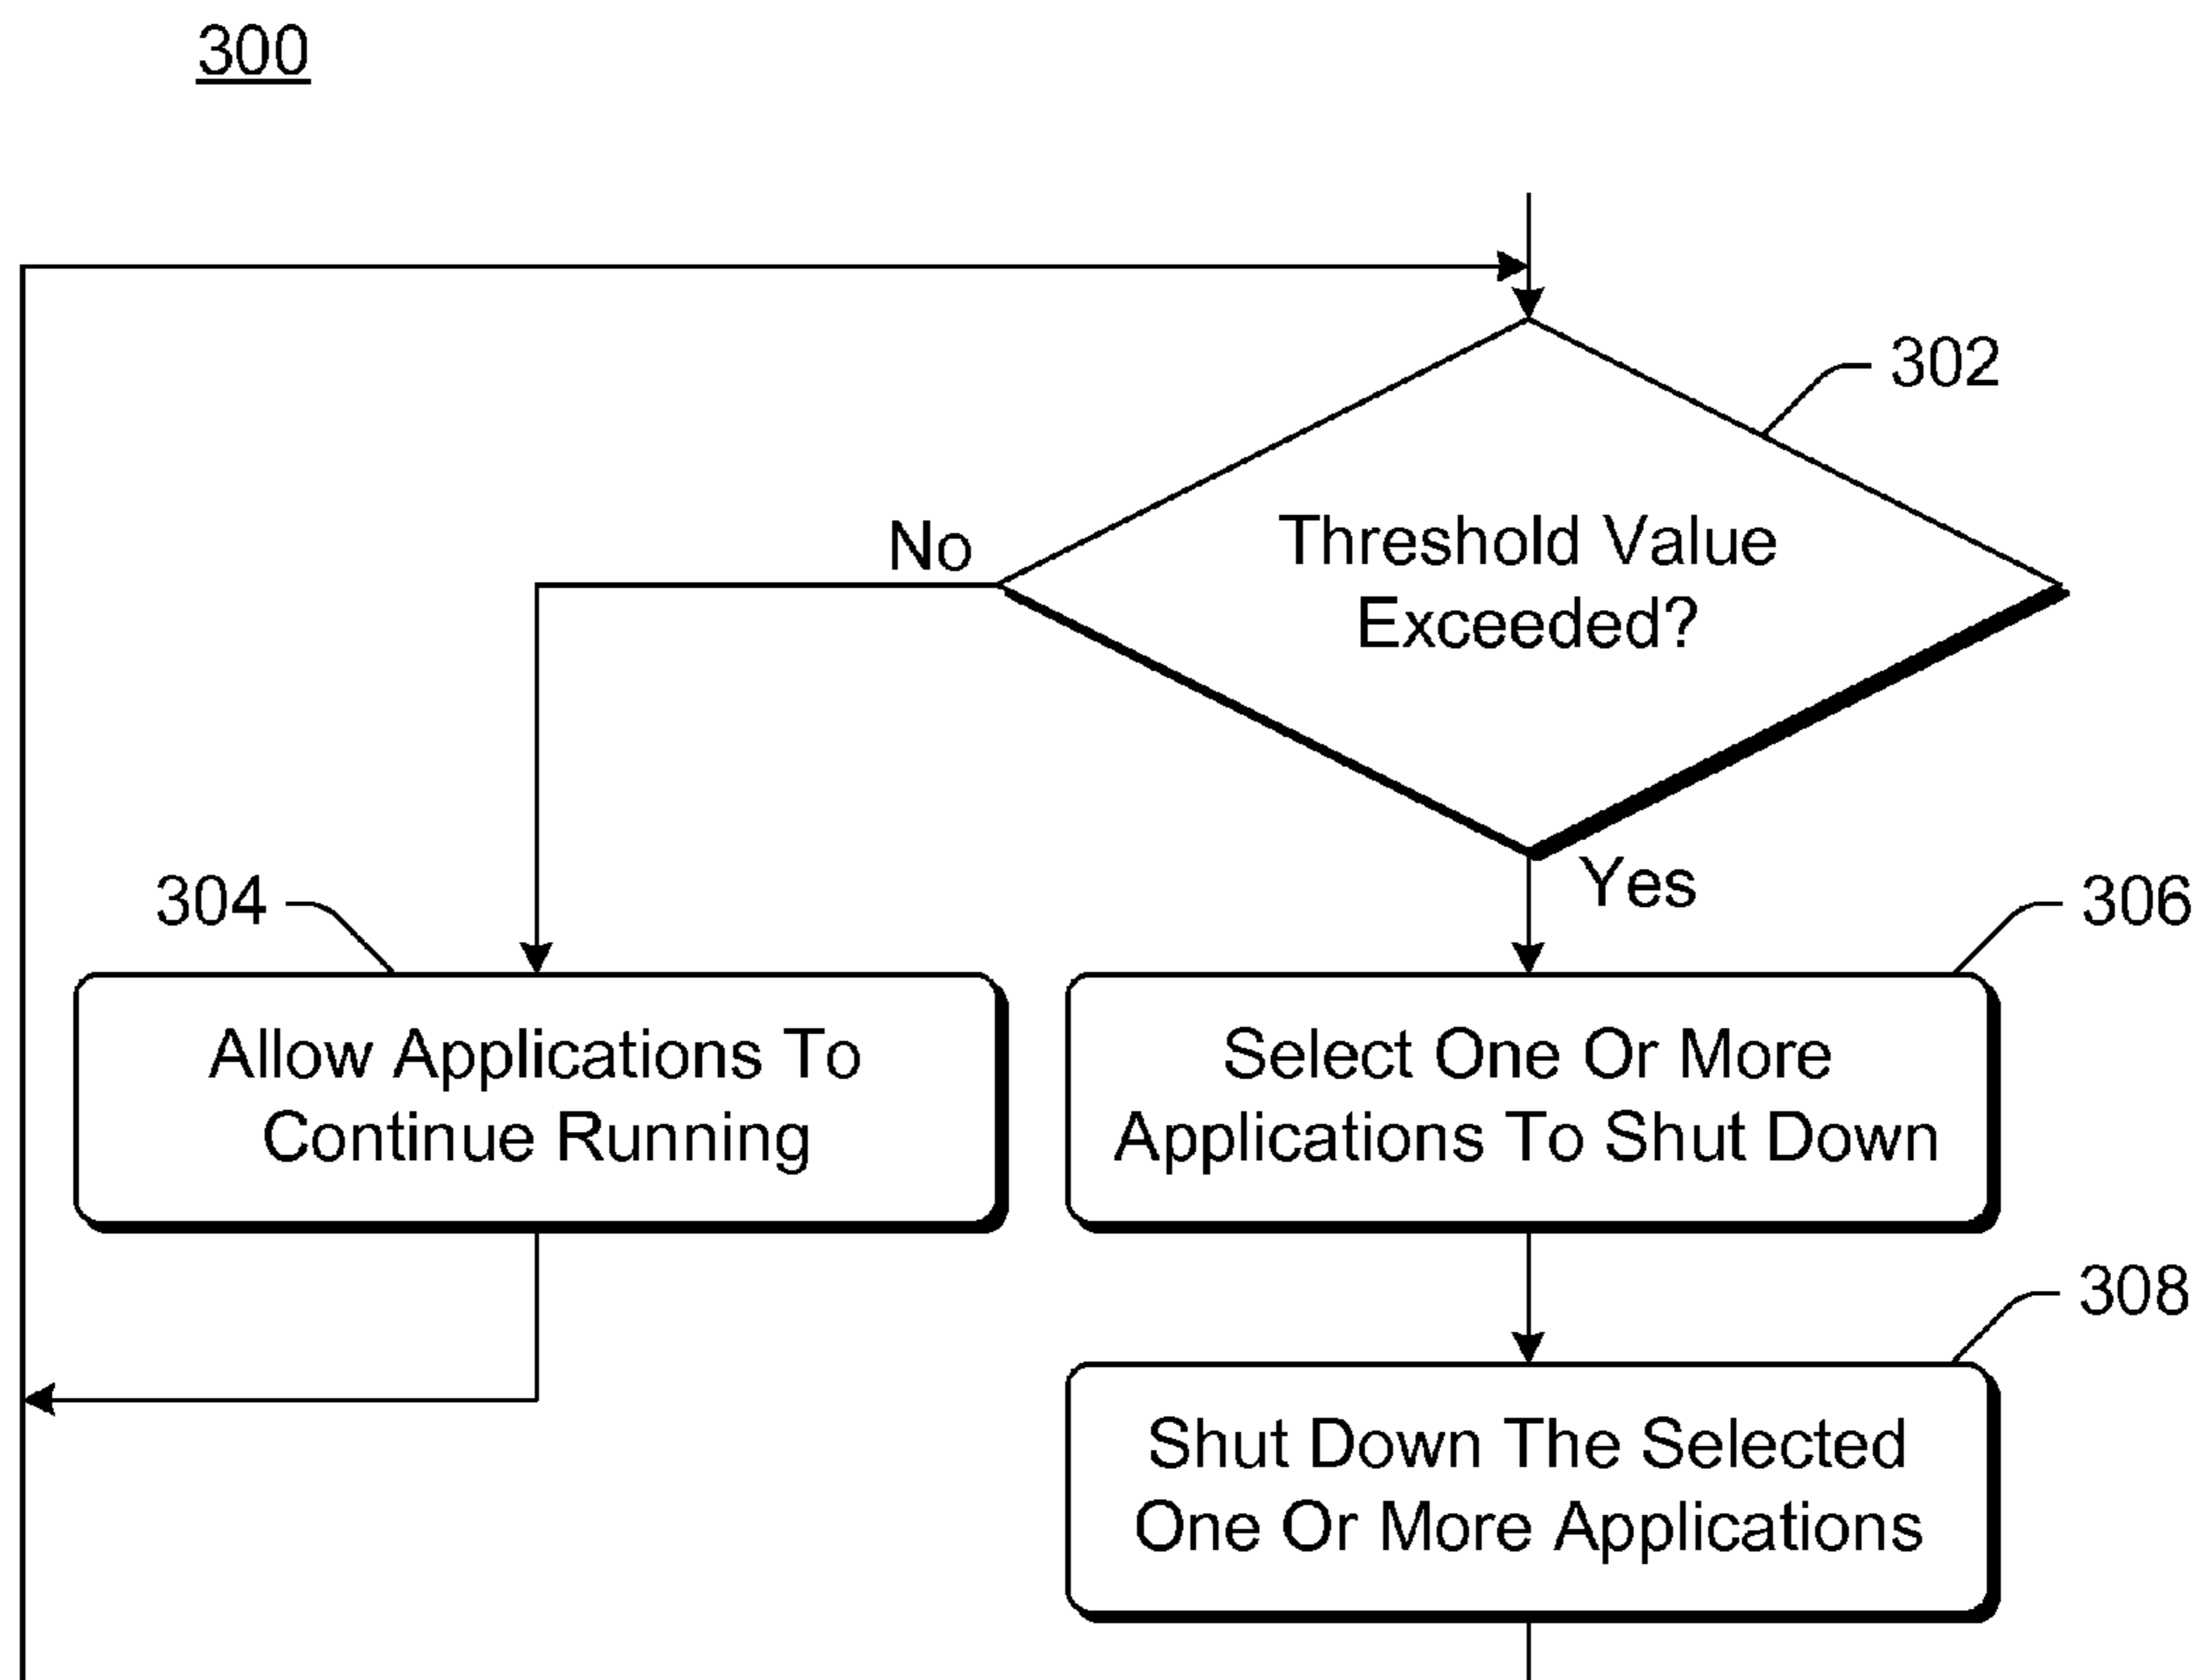 300
302
Threshold Value
Exceeded?
No
Yes
304
306
Allow Applications To
Continue Running
Select One Or More
Applications To Shut Down
308
Shut Down The Selected
One Or More Applications